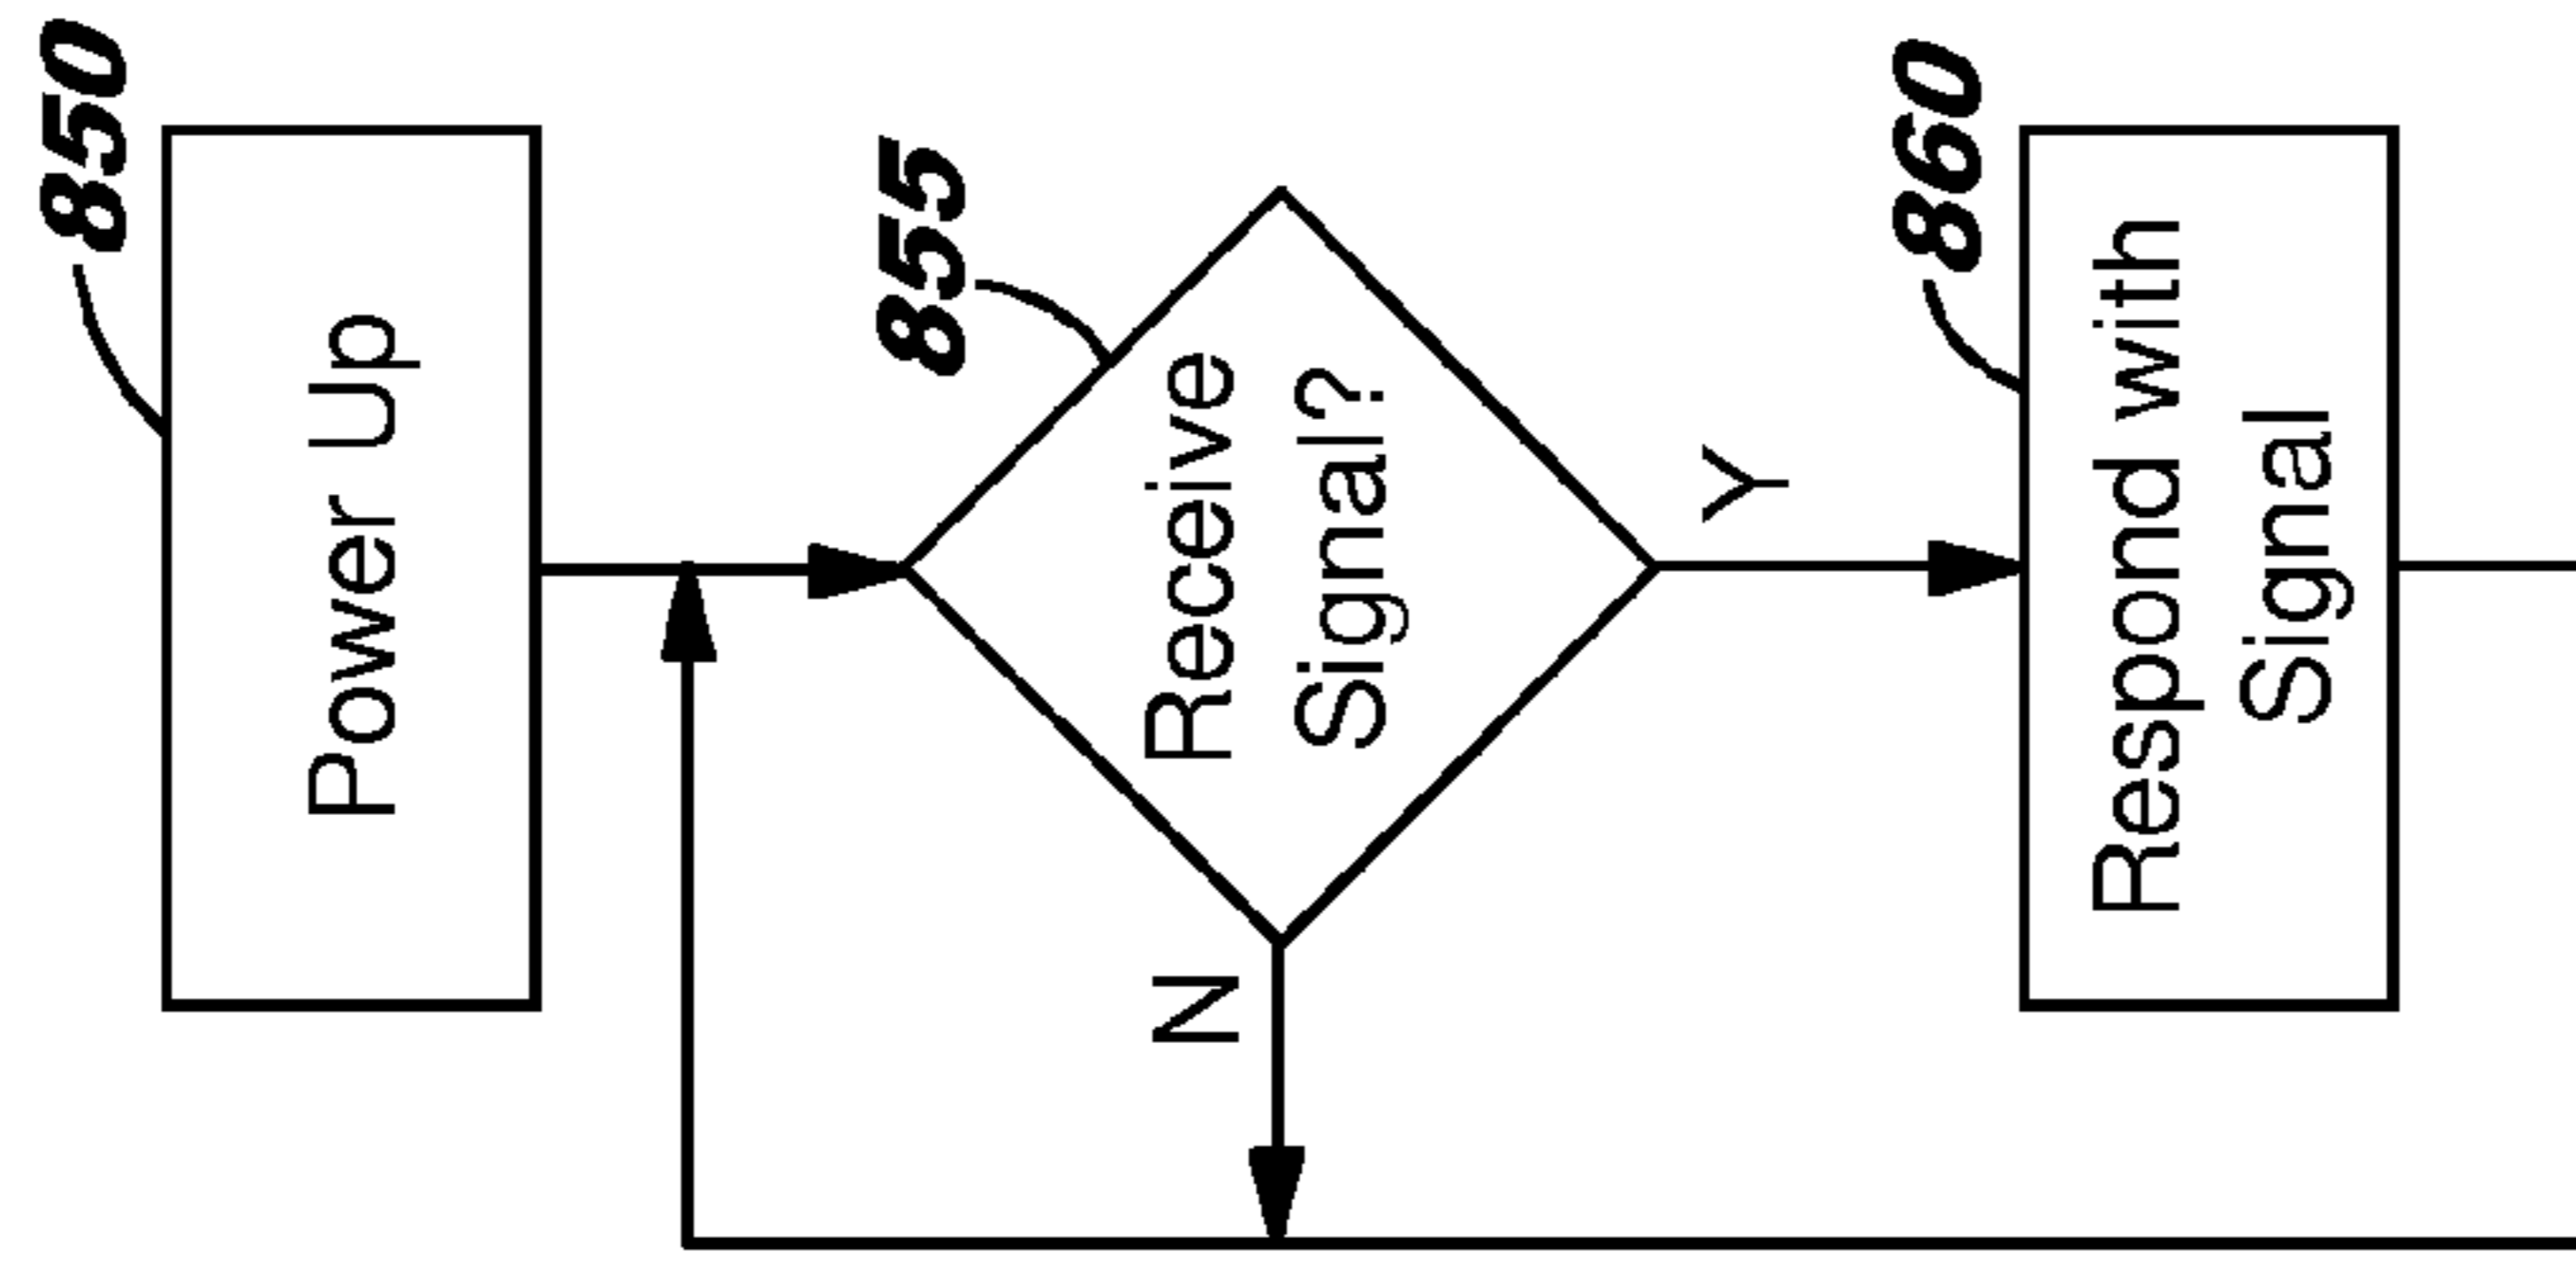 850
Power Up
855
Receive
Signal?
N
Y
860
Respond with
Signal